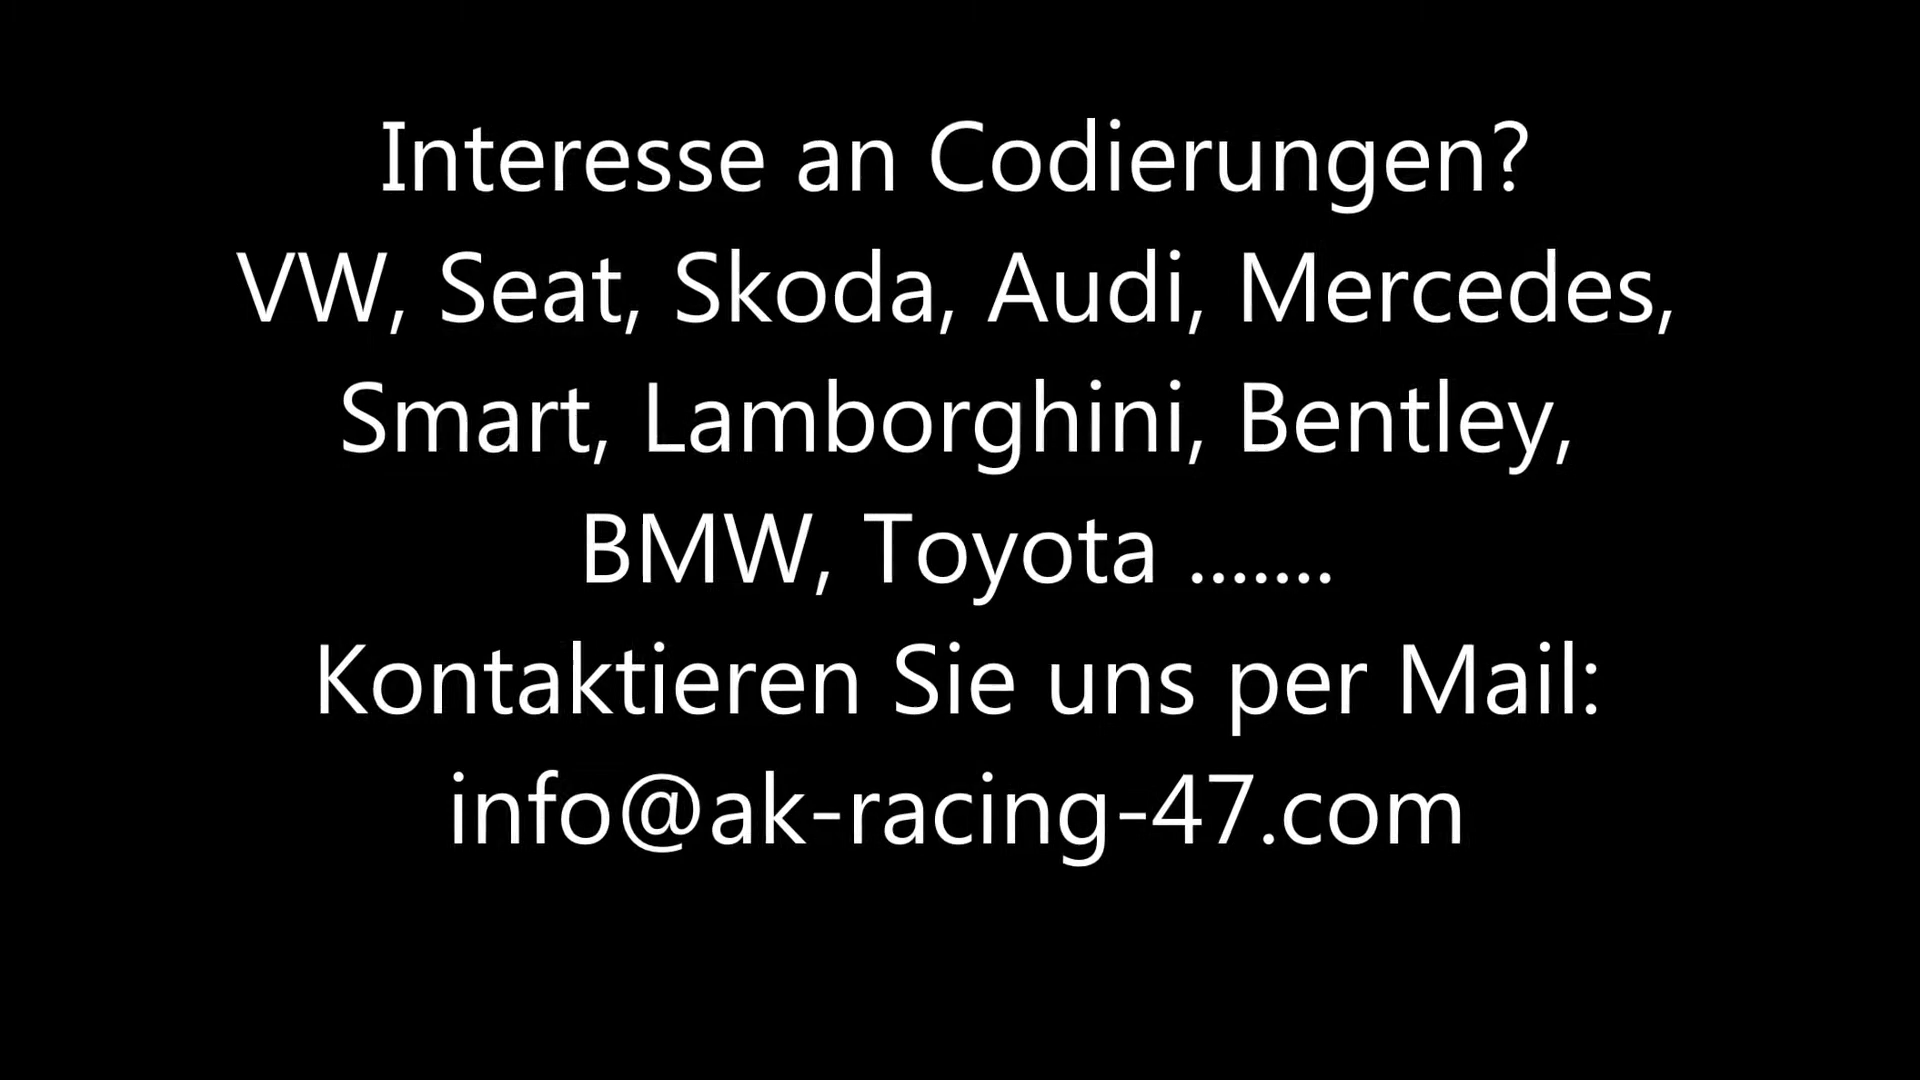 Interesse an Codierungen?
VW, Seat, Skoda, Audi, Mercedes,
Smart, Lamborghini, Bentley,
BMW, Toyota .......
Kontaktieren Sie uns per Mail:
info@ak-racing-47.com